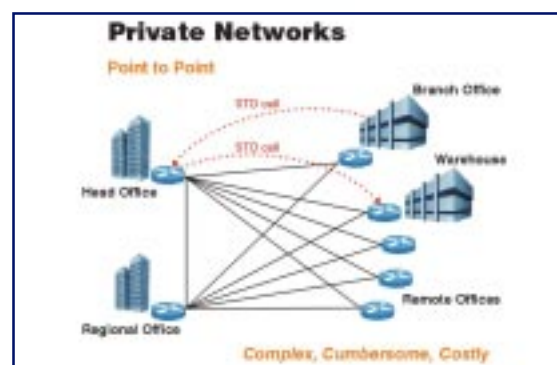 Private Networks
Point to Point
Branch Office
STD call
STD call
Warehouse
Head Office
Remote Offices
Regional Office
Complex, Cumbersome, Costly